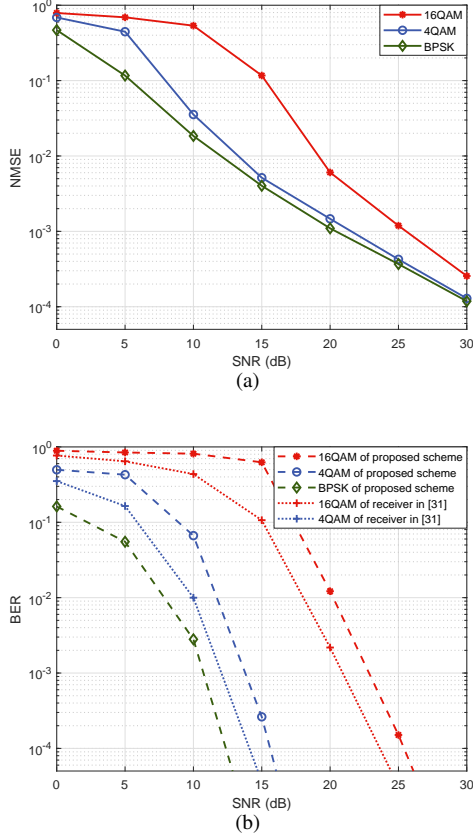 10^0
10^-1
10^-2
10^-3
10^-4
NMSE
16QAM
4QAM
BPSK
0 5 10 15 20 25 30
SNR (dB)
(a)
10^0
10^-1
10^-2
10^-3
10^-4
BER
16QAM of proposed scheme
4QAM of proposed scheme
BPSK of proposed scheme
16QAM of receiver in [31]
4QAM of receiver in [31]
0 5 10 15 20 25 30
SNR (dB)
(b)